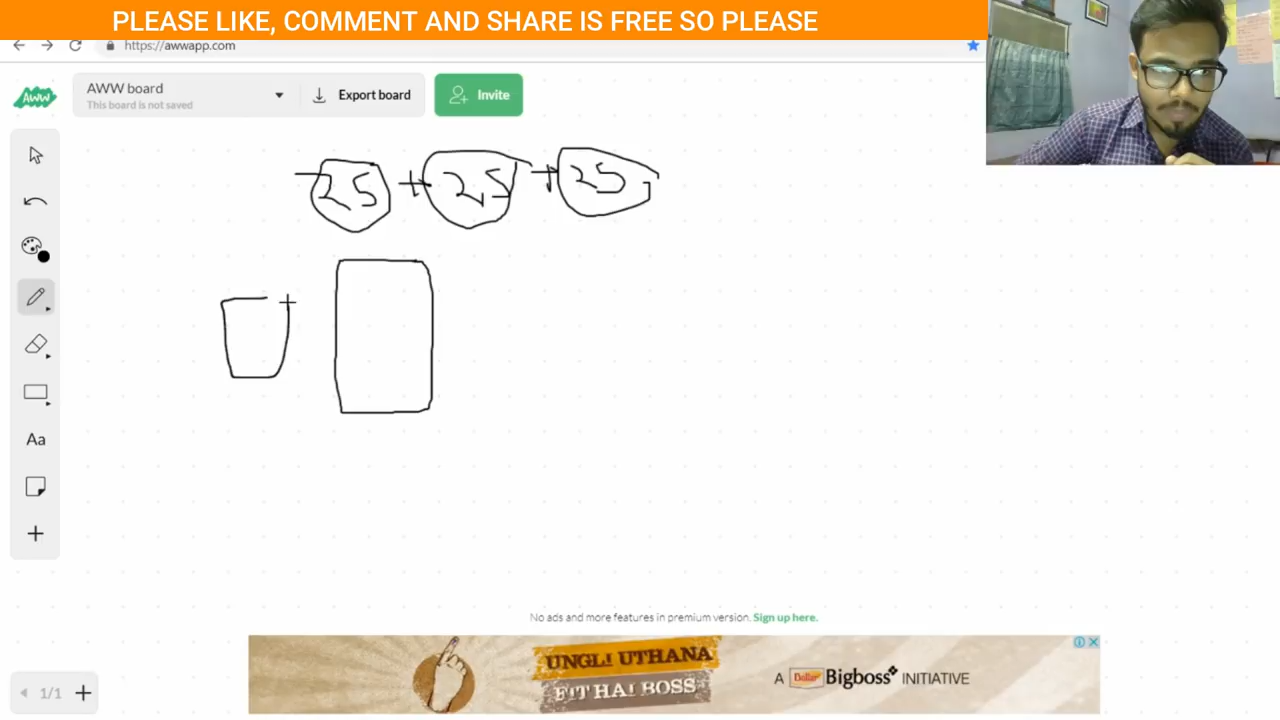 PLEASE LIKE, COMMENT AND SHARE IS FREE SO PLEASE
https://awwapp.com
AWW board
This board is not saved
Export board
Invite
25 + 25 + 25
Aa
No ads and more features in premium version. Sign up here.
UNGLI UTHANA
FIT HAI BOSS
A Dollar Bigboss INITIATIVE
1/1